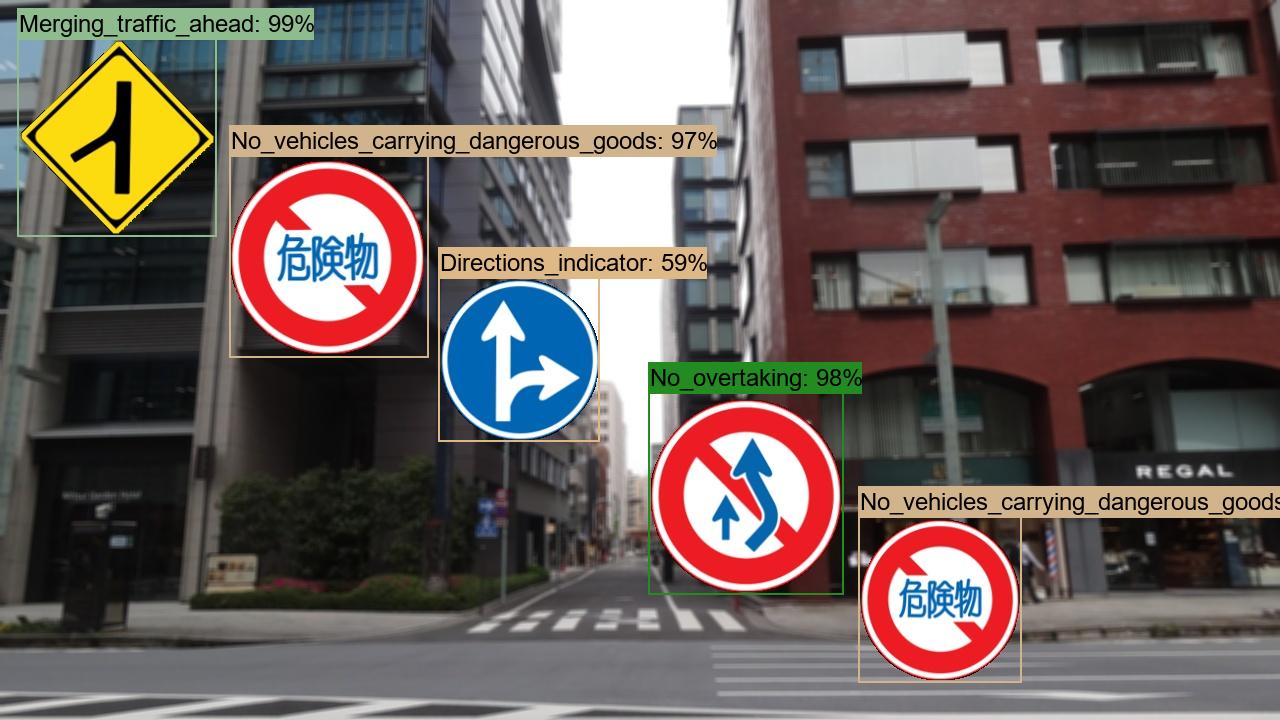 Merging_traffic_ahead: 99%
No_vehicles_carrying_dangerous_goods: 97%
危険物
Directions_indicator: 59%
No_overtaking: 98%
REGAL
No_vehicles_carrying_dangerous_goods
危険物